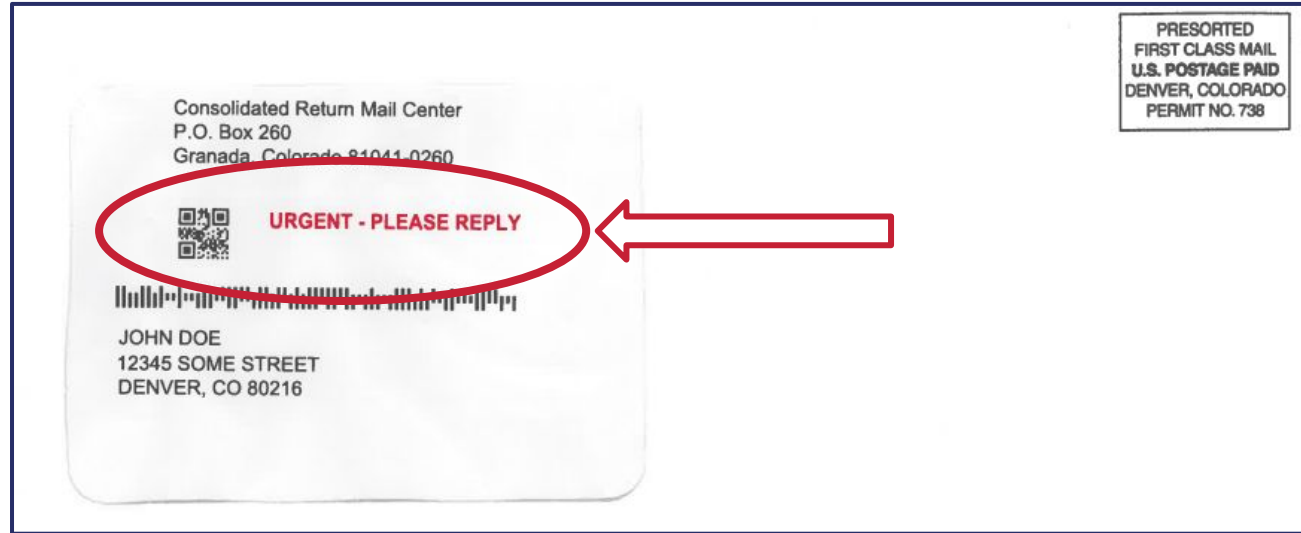 PRESORTED
FIRST CLASS MAIL
U.S. POSTAGE PAID
DENVER, COLORADO
PERMIT NO. 738
Consolidated Return Mail Center
P.O. Box 260
Granada, Colorado 81041-0260
URGENT - PLEASE REPLY
JOHN DOE
12345 SOME STREET
DENVER, CO 80216